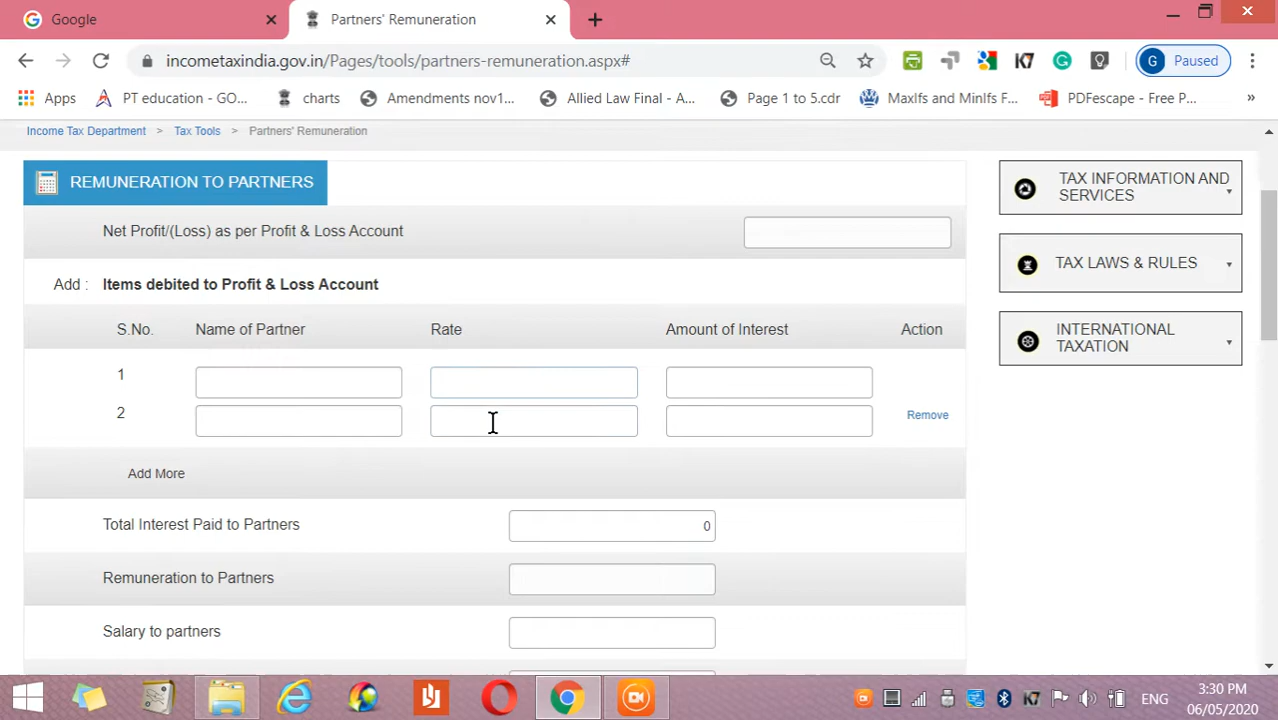 Google
Partners' Remuneration
incometaxindia.gov.in/Pages/tools/partners-remuneration.aspx#
G Paused
Apps PT education - GO... charts Amendments nov1... Allied Law Final - A... Page 1 to 5.cdr MaxIfs and MinIfs F... PDFescape - Free P... »
Income Tax Department > Tax Tools > Partners' Remuneration
REMUNERATION TO PARTNERS
Net Profit/(Loss) as per Profit & Loss Account
Add : Items debited to Profit & Loss Account
S.No. Name of Partner Rate Amount of Interest Action
1
2 Remove
Add More
Total Interest Paid to Partners 0
Remuneration to Partners
Salary to partners
TAX INFORMATION AND
SERVICES
TAX LAWS & RULES
INTERNATIONAL
TAXATION
ENG
3:30 PM
06/05/2020